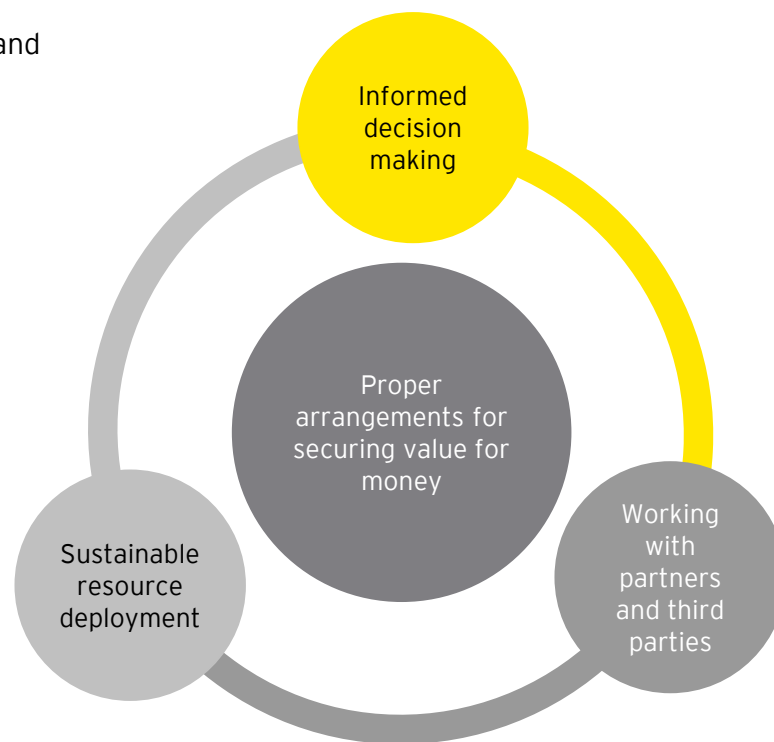 and
Informed
decision
making
Proper
arrangements for
securing value for
money
Sustainable
resource
deployment
Working
with
partners
and third
parties